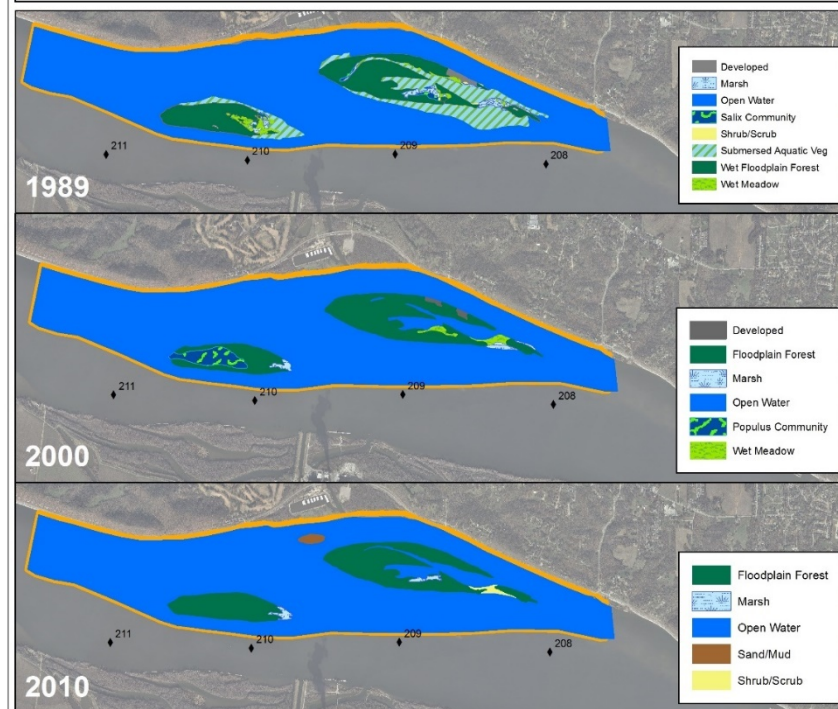 Developed
Marsh
Open Water
Salix Community
Shrub/Scrub
Submersed Aquatic Veg
Wet Floodplain Forest
Wet Meadow
211
210
209
208
1989
Developed
Floodplain Forest
Marsh
Open Water
Populus Community
Wet Meadow
211
210
209
208
2000
Floodplain Forest
Marsh
Open Water
Sand/Mud
Shrub/Scrub
211
210
209
208
2010